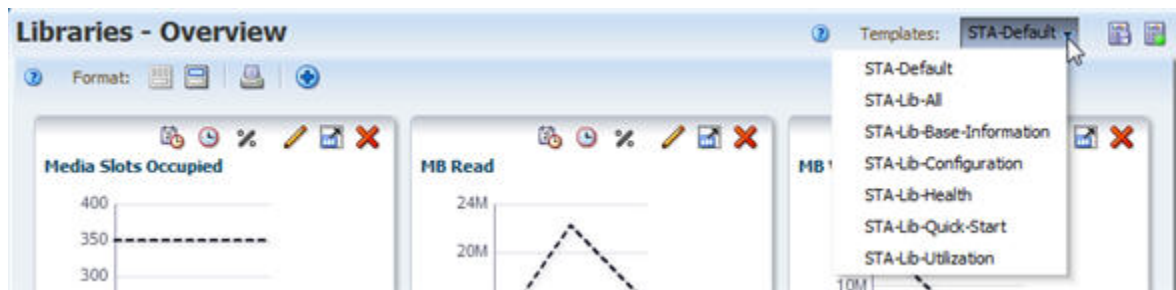 Libraries - Overview
Templates: STA-Default
Format:
STA-Default
STA-Lib-All
STA-Lib-Base-Information
STA-Lib-Configuration
STA-Lib-Health
STA-Lib-Quick-Start
STA-Lib-Utilization
Media Slots Occupied
400
350
300
MB Read
24M
20M
MB
10M